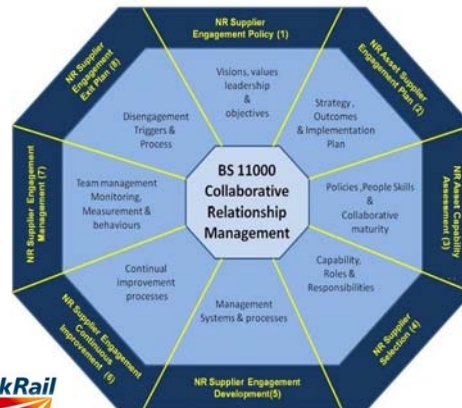 NR Supplier
Engagement Policy (1)
NR Asset Supplier
Engagement Plan (2)
NR Asset Capability
Assessment (3)
NR Supplier
Selection (4)
NR Supplier Engagement
Development(5)
NR Supplier Engagement
Continuous
Improvement (6)
NR Supplier Engagement
Management (7)
NR Supplier
Engagement
Exit Plan (8)
Visions, values
leadership
&
objectives
Strategy ,
Outcomes
& Implementation
Plan
Policies ,People Skills
&
Collaborative
maturity
Capability,
Roles &
Responsibilities
Management
Systems & processes
Continual
improvement
processes
Team management
Monitoring,
Measurement &
behaviours
Disengagement
Triggers &
Process
BS 11000
Collaborative
Relationship
Management
kRail